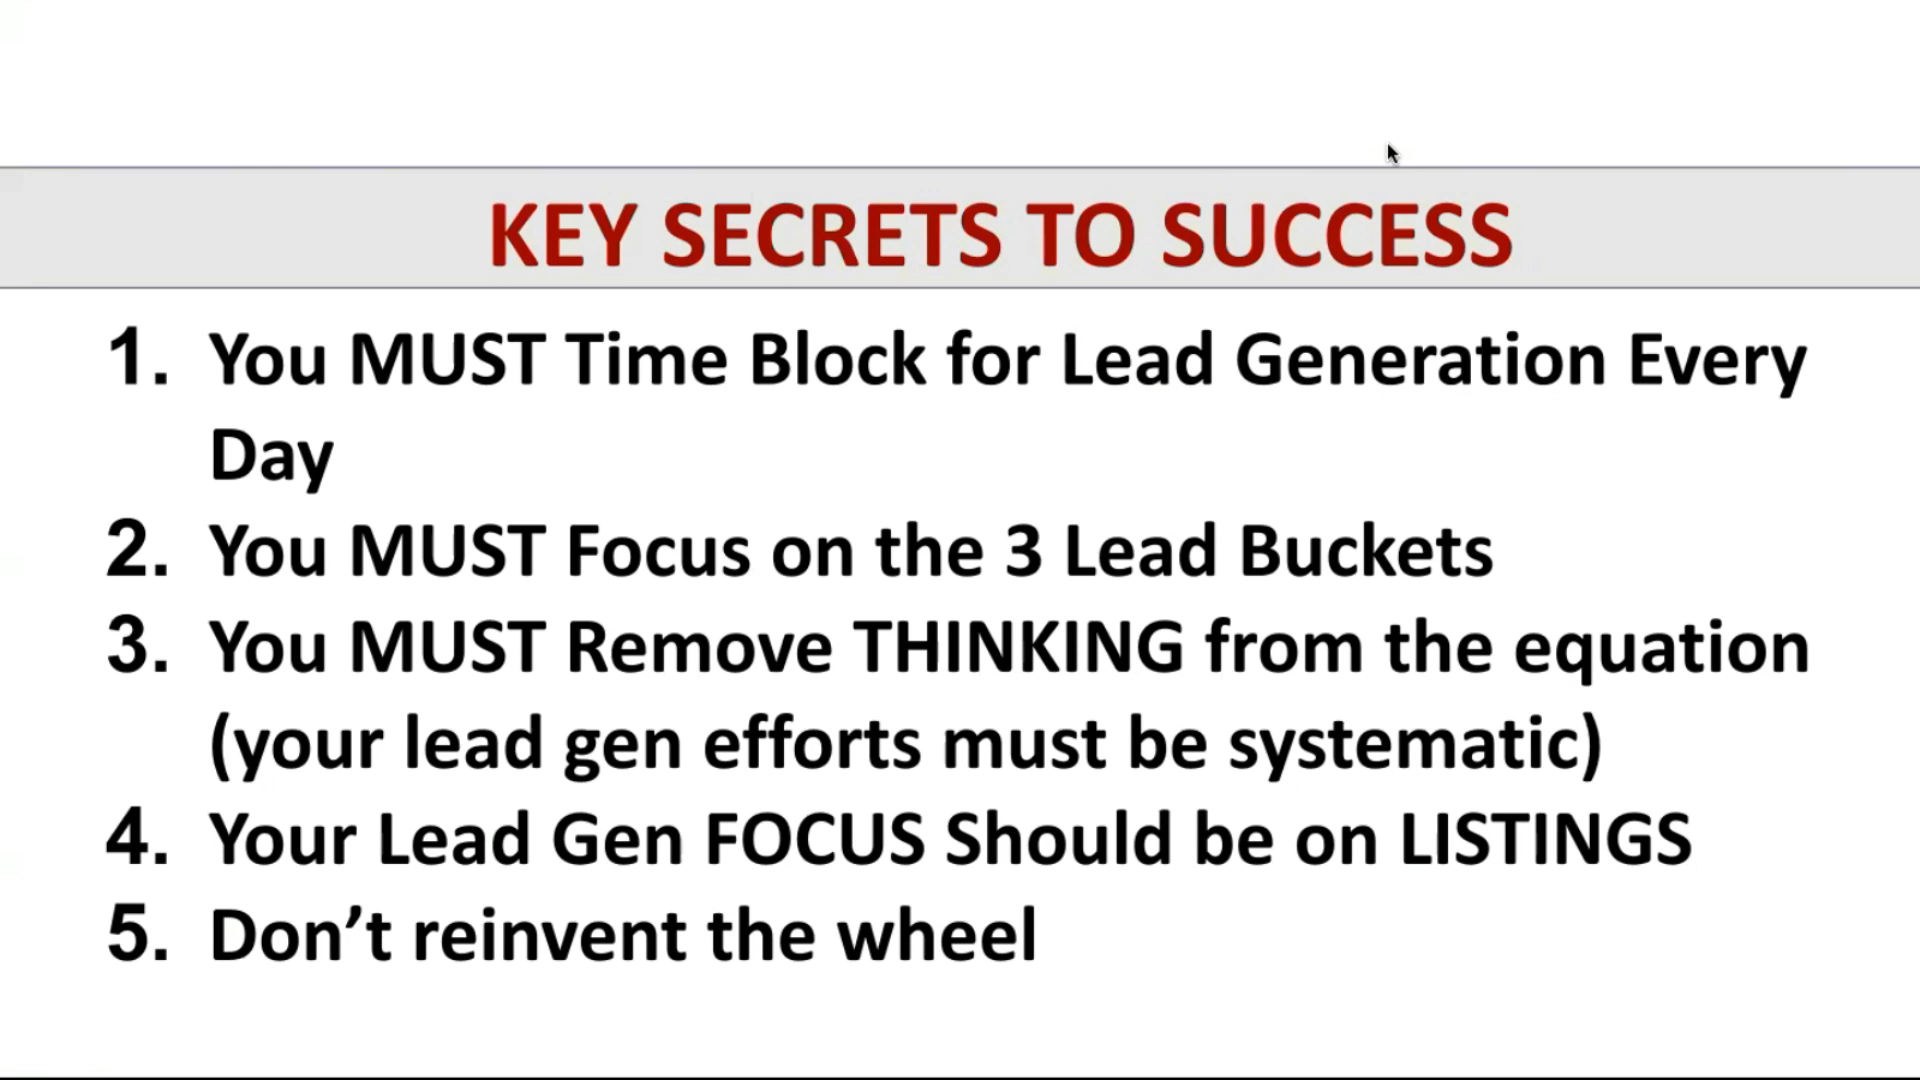 KEY SECRETS TO SUCCESS
1. You MUST Time Block for Lead Generation Every
Day
2. You MUST Focus on the 3 Lead Buckets
3. You MUST Remove THINKING from the equation
(your lead gen efforts must be systematic)
4. Your Lead Gen FOCUS Should be on LISTINGS
5. Don’t reinvent the wheel